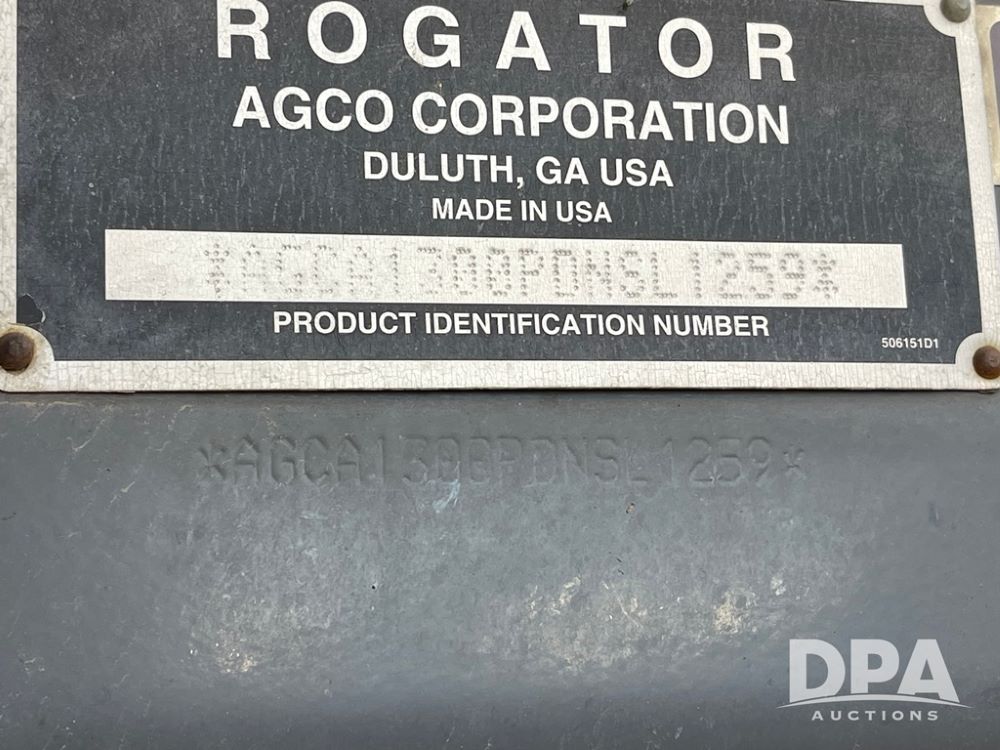 ROGATOR
AGCO CORPORATION
DULUTH, GA USA
MADE IN USA
*AGCA1300PDNSL1259*
PRODUCT IDENTIFICATION NUMBER
506151D1
*AGCA1300PDNSL1259*
DPA
AUCTIONS